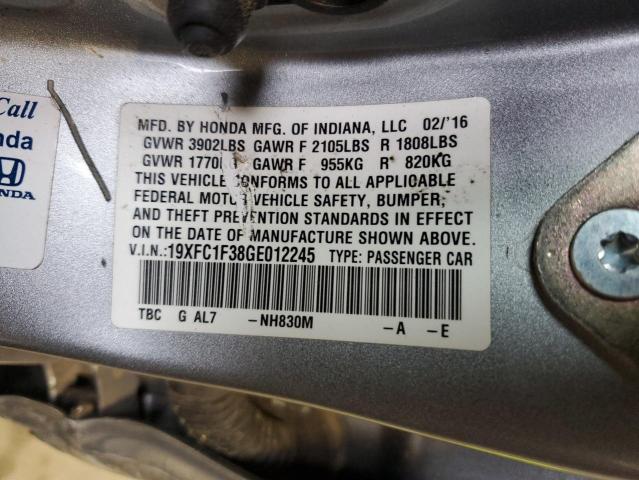 Call
nda
HONDA
MFD. BY HONDA MFG. OF INDIANA, LLC 02/'16
GVWR 3902LBS GAWR F 2105LBS R 1808LBS
GVWR 1770KG GAWR F 955KG R 820KG
THIS VEHICLE CONFORMS TO ALL APPLICABLE
FEDERAL MOTOR VEHICLE SAFETY, BUMPER,
AND THEFT PREVENTION STANDARDS IN EFFECT
ON THE DATE OF MANUFACTURE SHOWN ABOVE.
V.I.N.:19XFC1F38GE012245 TYPE: PASSENGER CAR
TBC G AL7 -NH830M -A -E